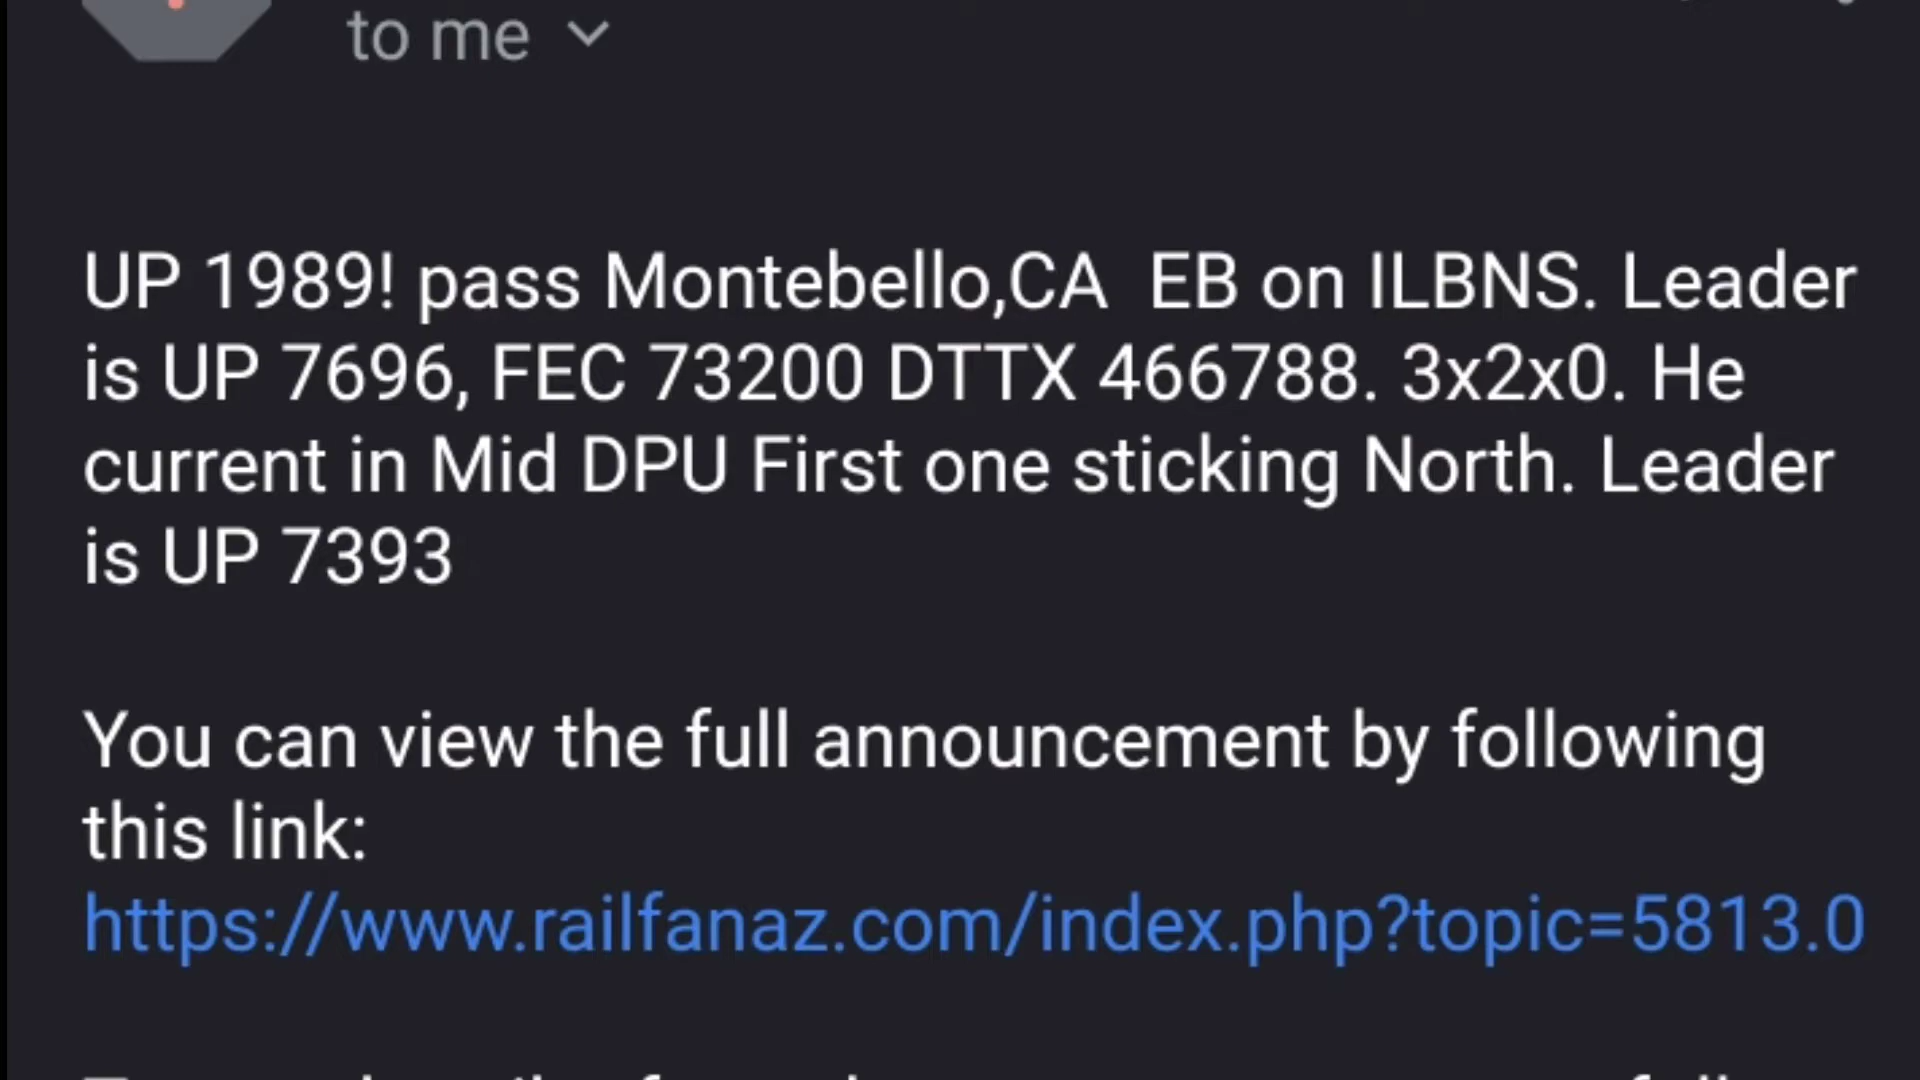 to me
UP 1989! pass Montebello,CA  EB on ILBNS. Leader
is UP 7696, FEC 73200 DTTX 466788. 3x2x0. He
current in Mid DPU First one sticking North. Leader
is UP 7393
You can view the full announcement by following
this link:
https://www.railfanaz.com/index.php?topic=5813.0